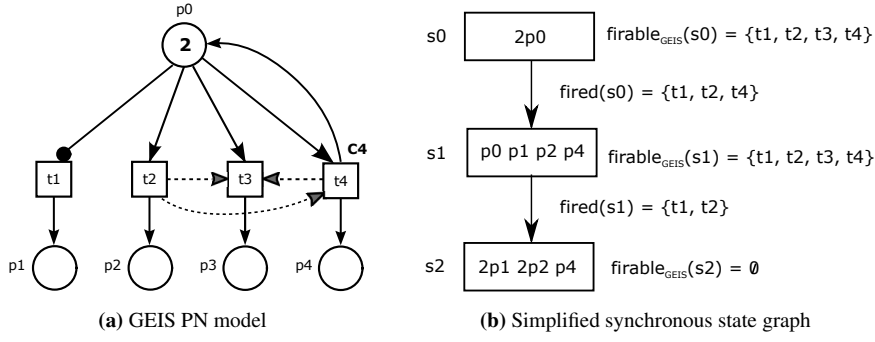 p0
2
C4
t1
t2
t3
t4
p1
p2
p3
p4
(a) GEIS PN model
s0
2p0
firable_GEIS(s0) = {t1, t2, t3, t4}
fired(s0) = {t1, t2, t4}
s1
p0 p1 p2 p4
firable_GEIS(s1) = {t1, t2, t3, t4}
fired(s1) = {t1, t2}
s2
2p1 2p2 p4
firable_GEIS(s2) = ∅
(b) Simplified synchronous state graph